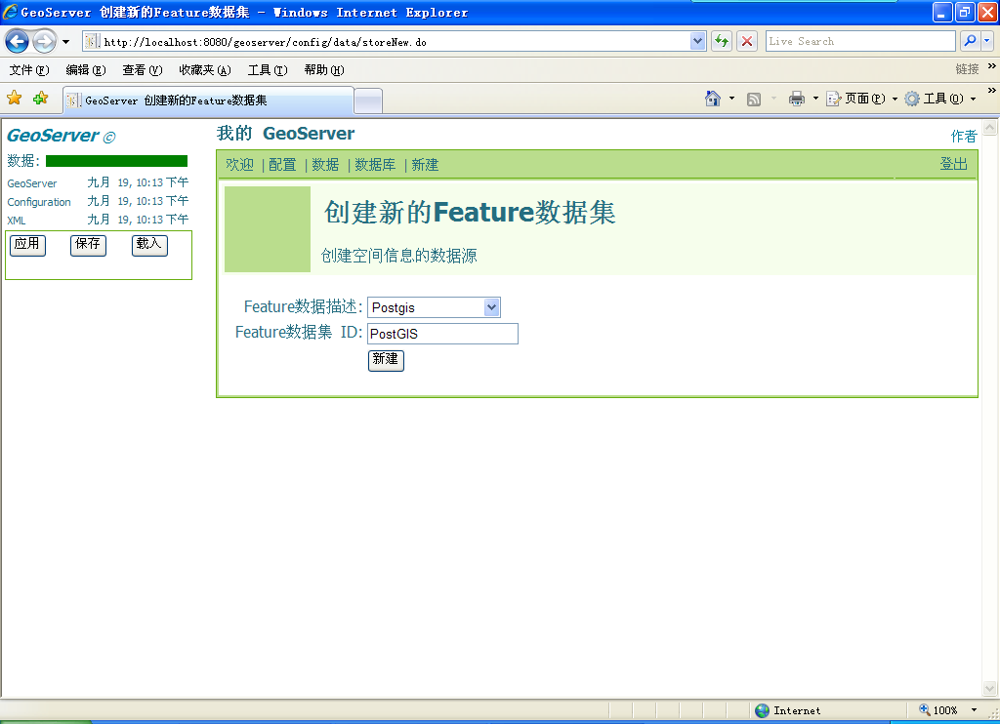 GeoServer 创建新的Feature数据集 - Windows Internet Explorer
http://localhost:8080/geoserver/config/data/storeNew.do
Live Search
文件(F) 编辑(E) 查看(V) 收藏夹(A) 工具(T) 帮助(H)
链接 »
GeoServer 创建新的Feature数据集
页面(P) 工具(O) »
GeoServer ©
我的 GeoServer
作者
数据:
欢迎 | 配置 | 数据 | 数据库 | 新建
登出
GeoServer 九月 19, 10:13 下午
Configuration 九月 19, 10:13 下午
XML 九月 19, 10:13 下午
应用 保存 载入
创建新的Feature数据集
创建空间信息的数据源
Feature数据描述: Postgis
Feature数据集 ID: PostGIS
新建
Internet
100%